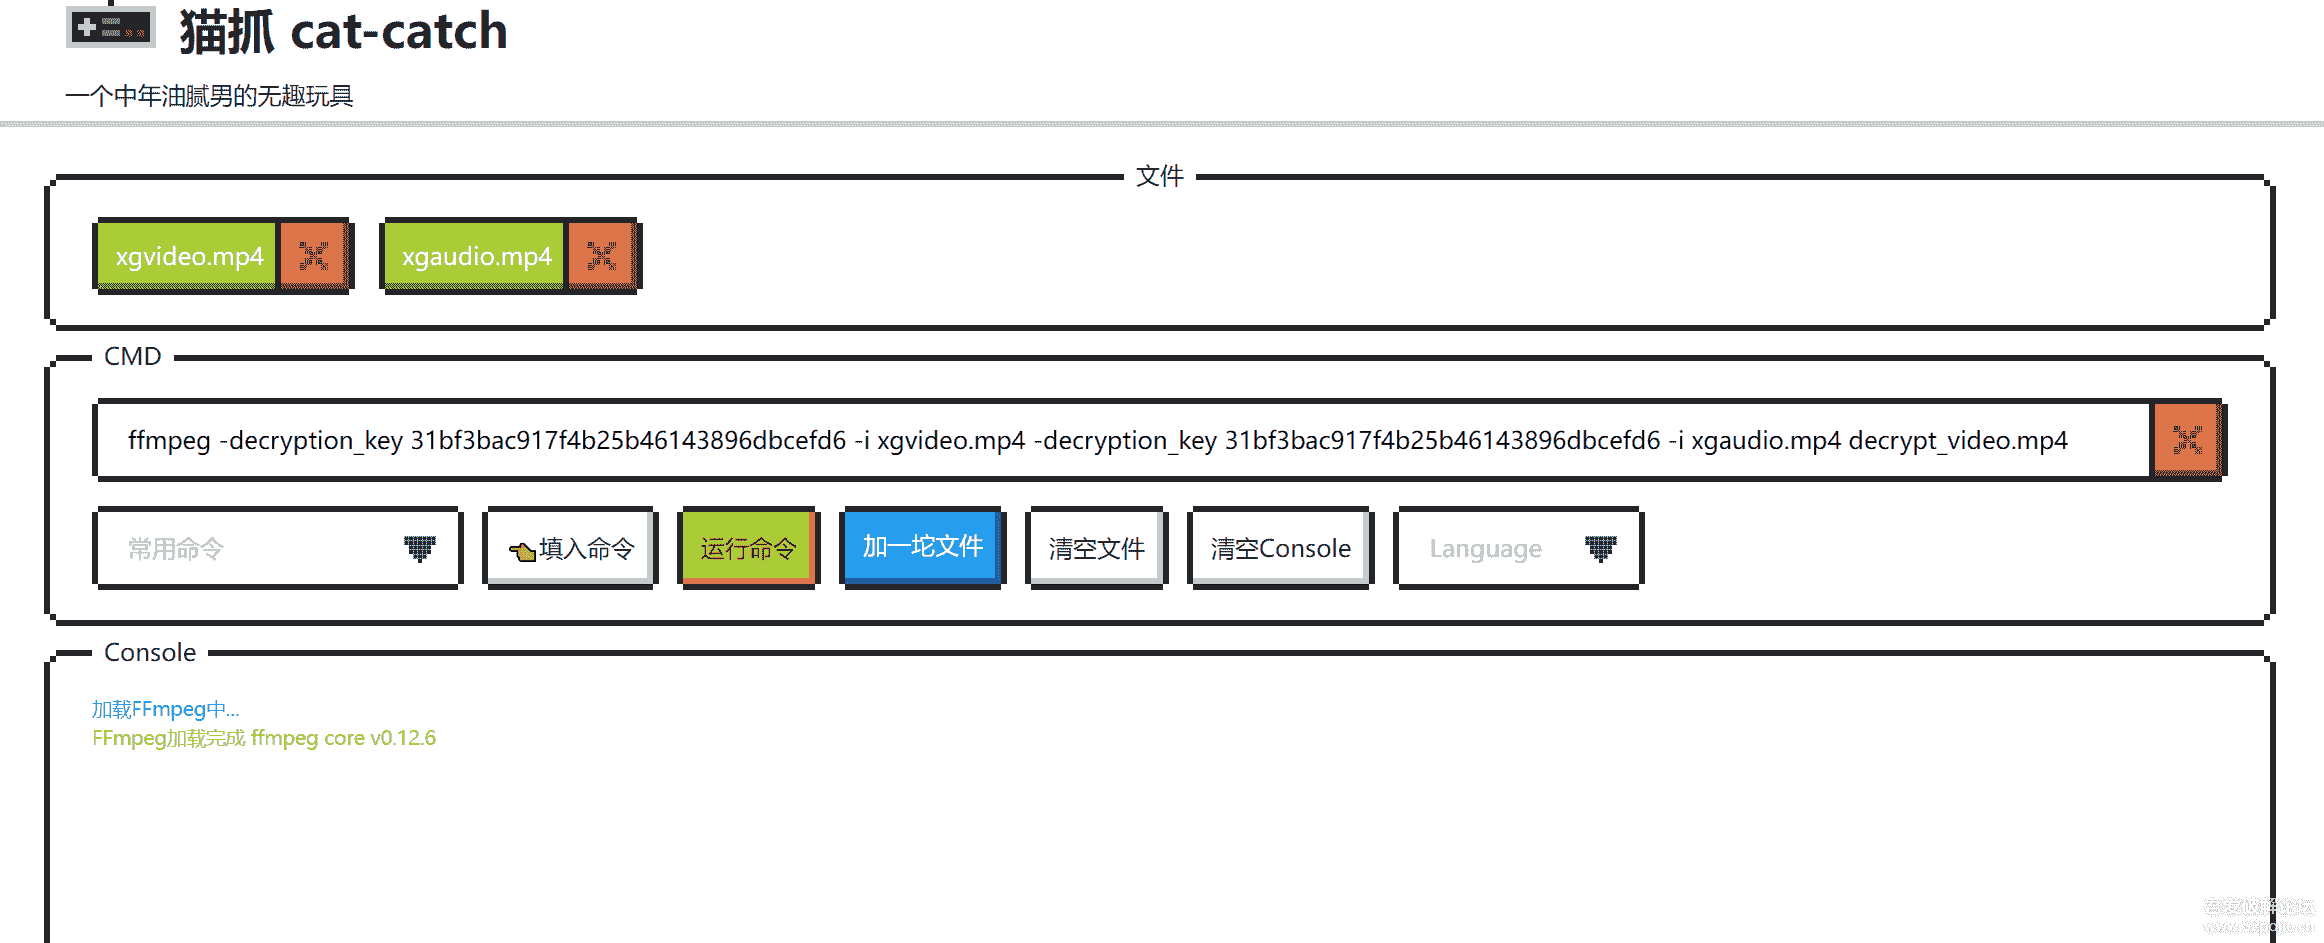 猫抓 cat-catch
一个中年油腻男的无趣玩具
文件
xgvideo.mp4 xgaudio.mp4
CMD
ffmpeg -decryption_key 31bf3bac917f4b25b46143896dbcefd6 -i xgvideo.mp4 -decryption_key 31bf3bac917f4b25b46143896dbcefd6 -i xgaudio.mp4 decrypt_video.mp4
常用命令 填入命令 运行命令 加一坨文件 清空文件 清空Console Language
Console
加载FFmpeg中...
FFmpeg加载完成 ffmpeg core v0.12.6